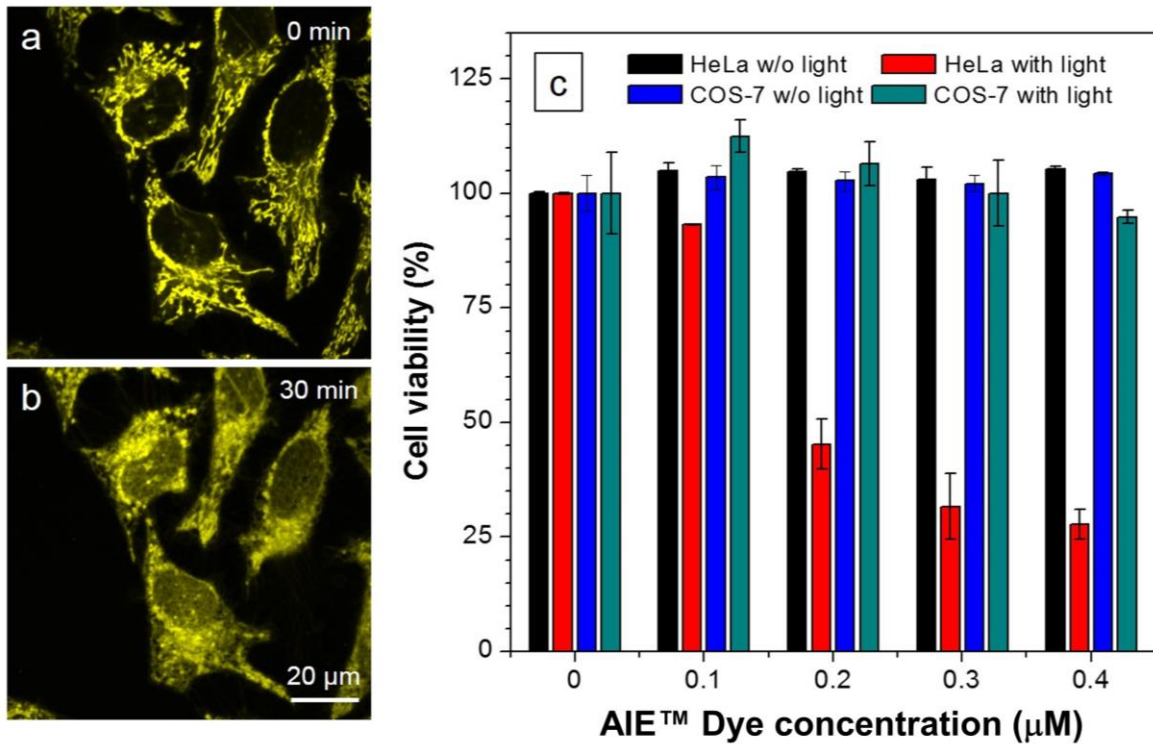 a
0 min
b
30 min
20 μm
c
HeLa w/o light
HeLa with light
COS-7 w/o light
COS-7 with light
Cell viability (%)
125
100
75
50
25
0
0 0.1 0.2 0.3 0.4
AIE™ Dye concentration (μM)